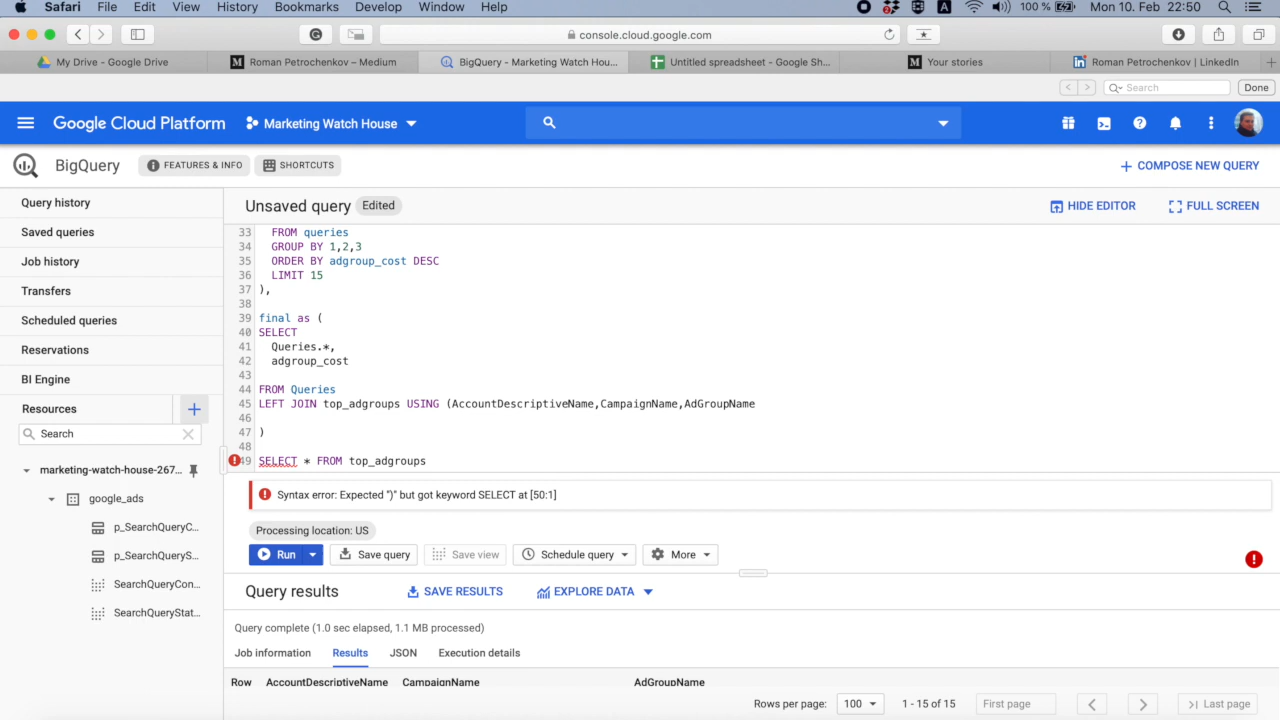 Safari File Edit View History Bookmarks Develop Window Help 2 A 100 % Mon 10. Feb 22:50
console.cloud.google.com
My Drive - Google Drive
Roman Petrochenkov – Medium
BigQuery - Marketing Watch Hou...
Untitled spreadsheet - Google Sh...
Your stories
Roman Petrochenkov | LinkedIn
Search
Done
Google Cloud Platform
Marketing Watch House
BigQuery
FEATURES & INFO
SHORTCUTS
COMPOSE NEW QUERY
Query history
Saved queries
Job history
Transfers
Scheduled queries
Reservations
BI Engine
Resources
Search
marketing-watch-house-267...
google_ads
p_SearchQueryC...
p_SearchQueryS...
SearchQueryCon...
SearchQueryStat...
Unsaved query
Edited
HIDE EDITOR
FULL SCREEN
33 FROM queries
34 GROUP BY 1,2,3
35 ORDER BY adgroup_cost DESC
36 LIMIT 15
37 ),
38
39 final as (
40 SELECT
41 Queries.*,
42 adgroup_cost
43
44 FROM Queries
45 LEFT JOIN top_adgroups USING (AccountDescriptiveName,CampaignName,AdGroupName
46
47 )
48
49 SELECT * FROM top_adgroups
Syntax error: Expected ")" but got keyword SELECT at [50:1]
Processing location: US
Run
Save query
Save view
Schedule query
More
Query results
SAVE RESULTS
EXPLORE DATA
Query complete (1.0 sec elapsed, 1.1 MB processed)
Job information
Results
JSON
Execution details
Row AccountDescriptiveName CampaignName AdGroupName
Rows per page: 100 1 - 15 of 15 First page Last page